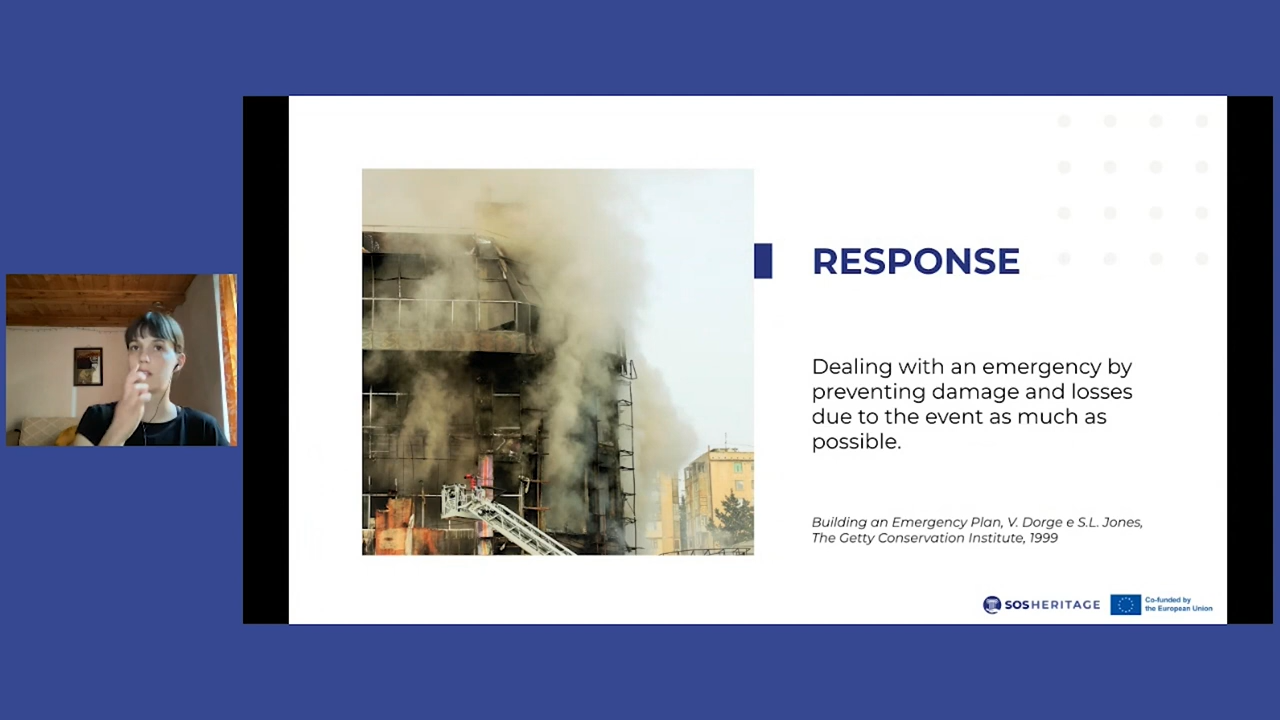 RESPONSE
Dealing with an emergency by
preventing damage and losses
due to the event as much as
possible.
Building an Emergency Plan, V. Dorge e S.L. Jones,
The Getty Conservation Institute, 1999
SOSHERITAGE
Co-funded by
the European Union